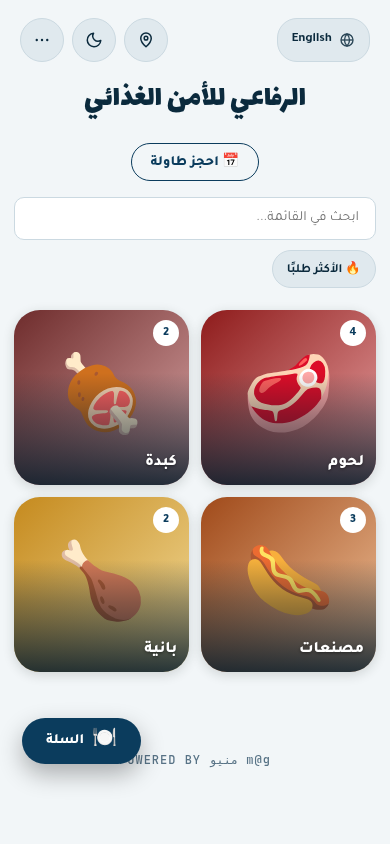 English
الرفاعي للأمن الغذائي
احجز طاولة
ابحث في القائمة...
الأكثر طلبًا
4
لحوم
2
كبدة
3
مصنعات
2
بانية
السلة
BY منيو m@g